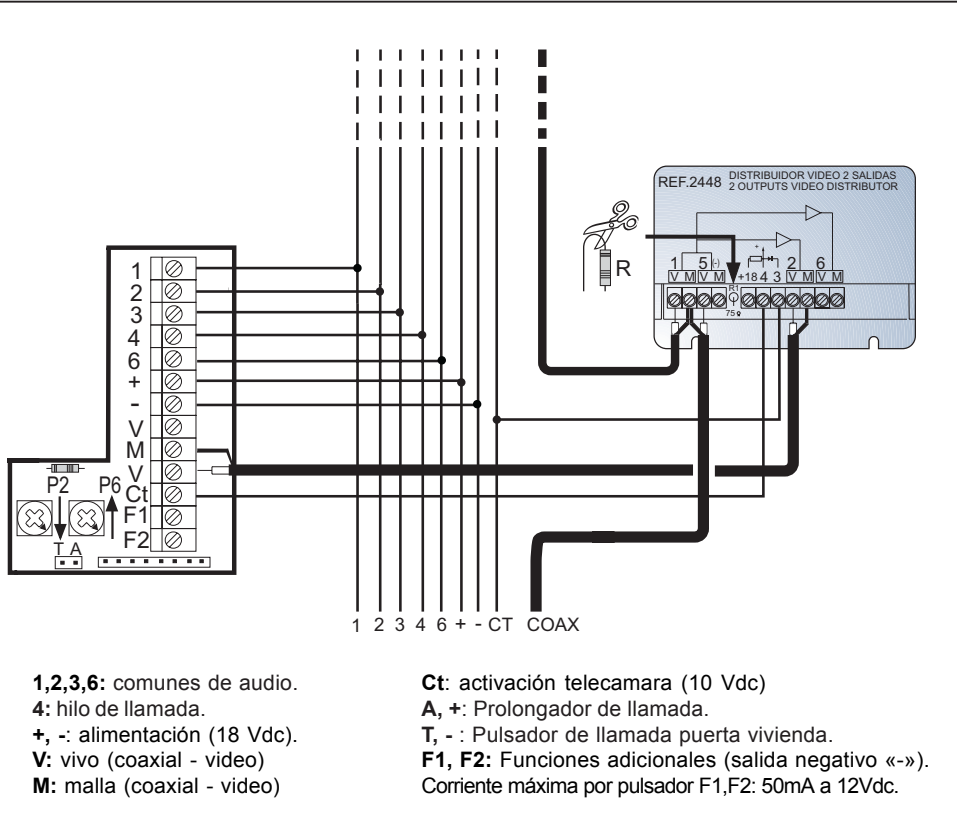 REF.2448 DISTRIBUIDOR VIDEO 2 SALIDAS
2 OUTPUTS VIDEO DISTRIBUTOR
R
1 5 (-) + 2 6
V M V M +18 4 3 V M V M
R1
75Ω
1
2
3
4
6
+
-
V
M
V
Ct
F1
F2
P2 P6
T A
1 2 3 4 6 + - CT COAX
1,2,3,6: comunes de audio.
4: hilo de llamada.
+, -: alimentación (18 Vdc).
V: vivo (coaxial - video)
M: malla (coaxial - video)
Ct: activación telecamara (10 Vdc)
A, +: Prolongador de llamada.
T, - : Pulsador de llamada puerta vivienda.
F1, F2: Funciones adicionales (salida negativo «-»).
Corriente máxima por pulsador F1,F2: 50mA a 12Vdc.